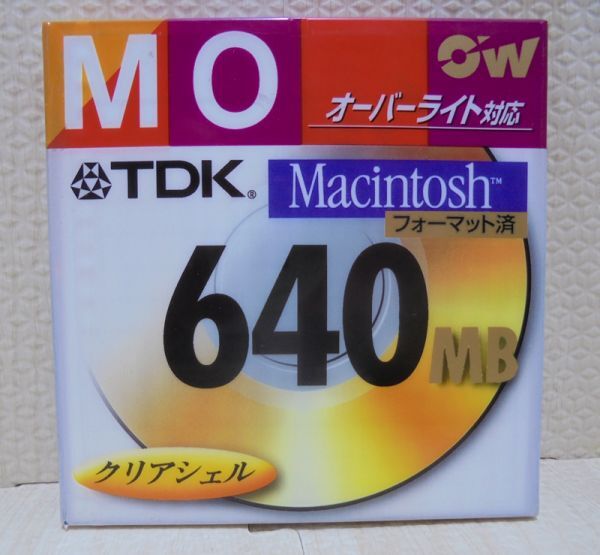 MO
O'W
オーバーライト対応
TDK®
Macintosh™
フォーマット済
640MB
クリアシェル